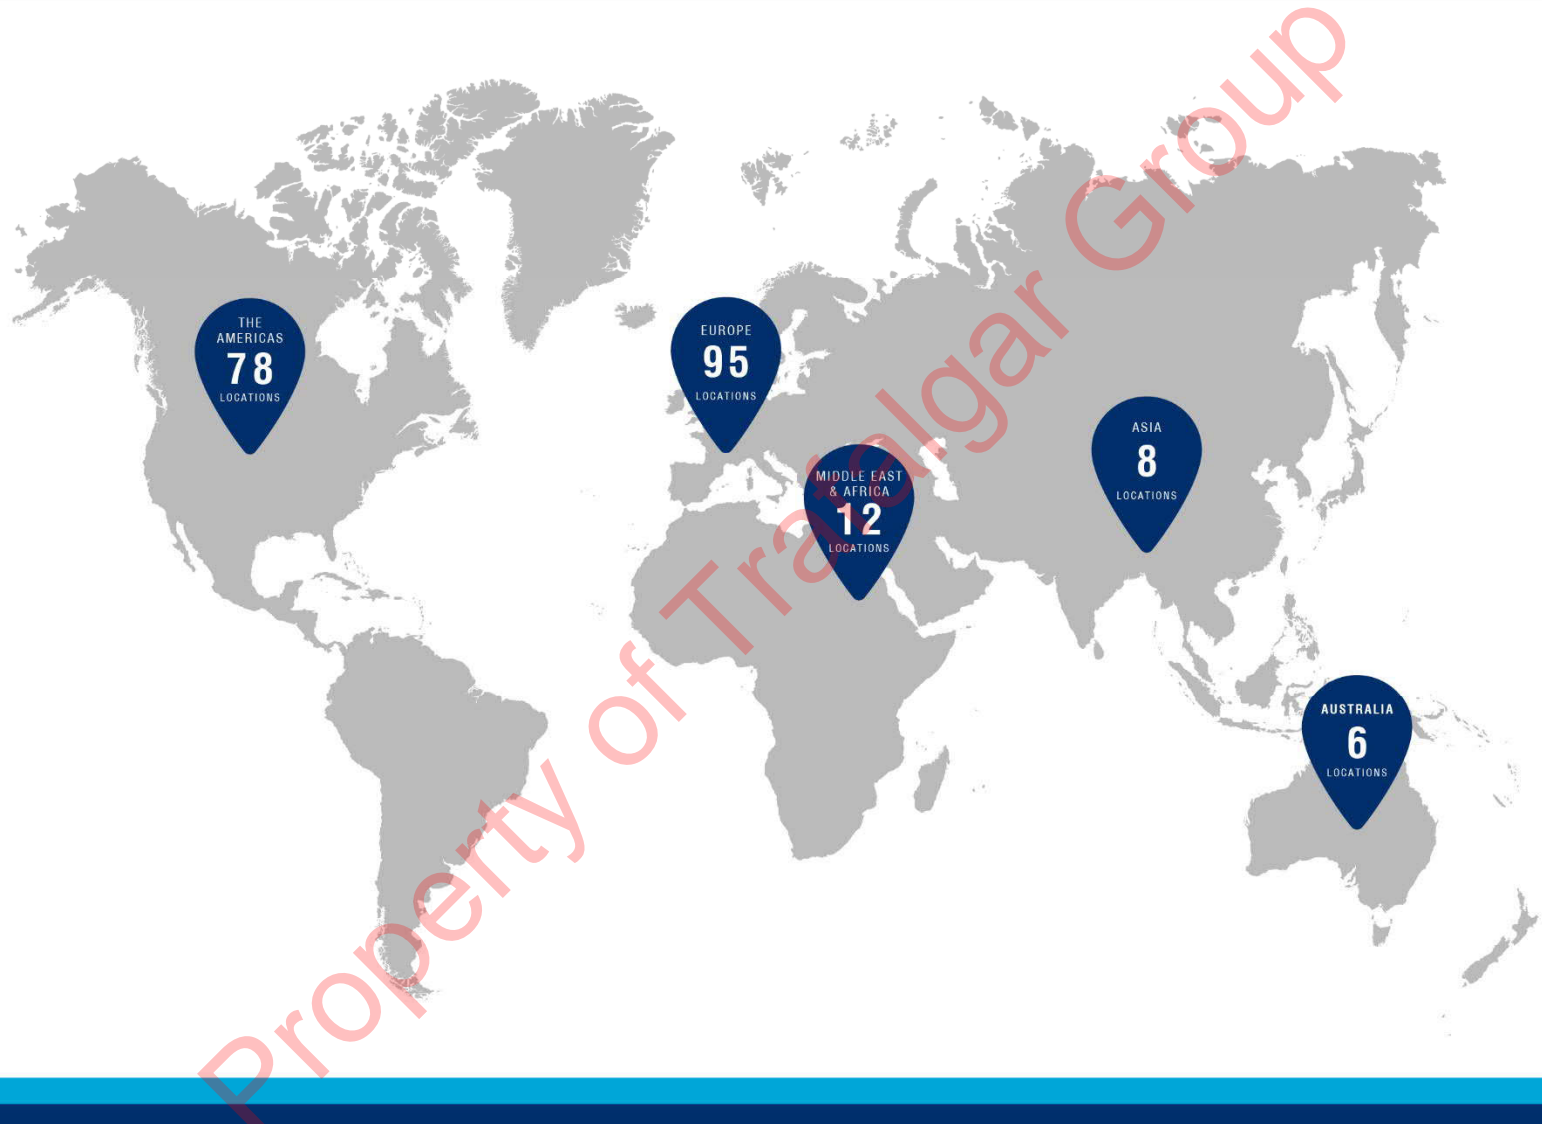 THE
AMERICAS
78
LOCATIONS
EUROPE
95
LOCATIONS
MIDDLE EAST
& AFRICA
12
LOCATIONS
ASIA
8
LOCATIONS
AUSTRALIA
6
LOCATIONS
Property of Trafalgar Group